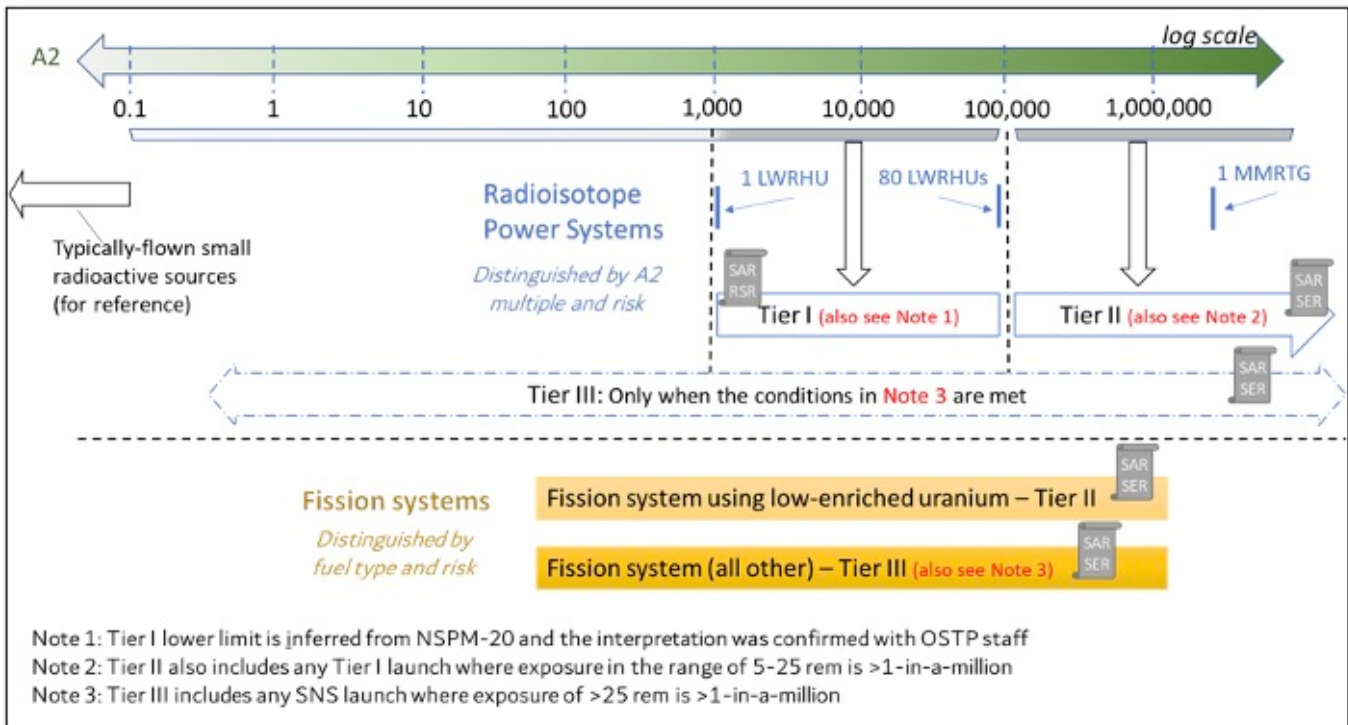 log scale
A2
0.1 1 10 100 1,000 10,000 100,000 1,000,000
1 LWRHU 80 LWRHUs 1 MMRTG
Radioisotope
Power Systems
Distinguished by A2
multiple and risk
Typically-flown small
radioactive sources
(for reference)
SAR
RSR
Tier I (also see Note 1)
SAR
SER
Tier II (also see Note 2)
SAR
SER
Tier III: Only when the conditions in Note 3 are met
Fission systems
Distinguished by
fuel type and risk
SAR
SER
Fission system using low-enriched uranium – Tier II
SAR
SER
Fission system (all other) – Tier III (also see Note 3)
Note 1: Tier I lower limit is inferred from NSPM-20 and the interpretation was confirmed with OSTP staff
Note 2: Tier II also includes any Tier I launch where exposure in the range of 5-25 rem is >1-in-a-million
Note 3: Tier III includes any SNS launch where exposure of >25 rem is >1-in-a-million